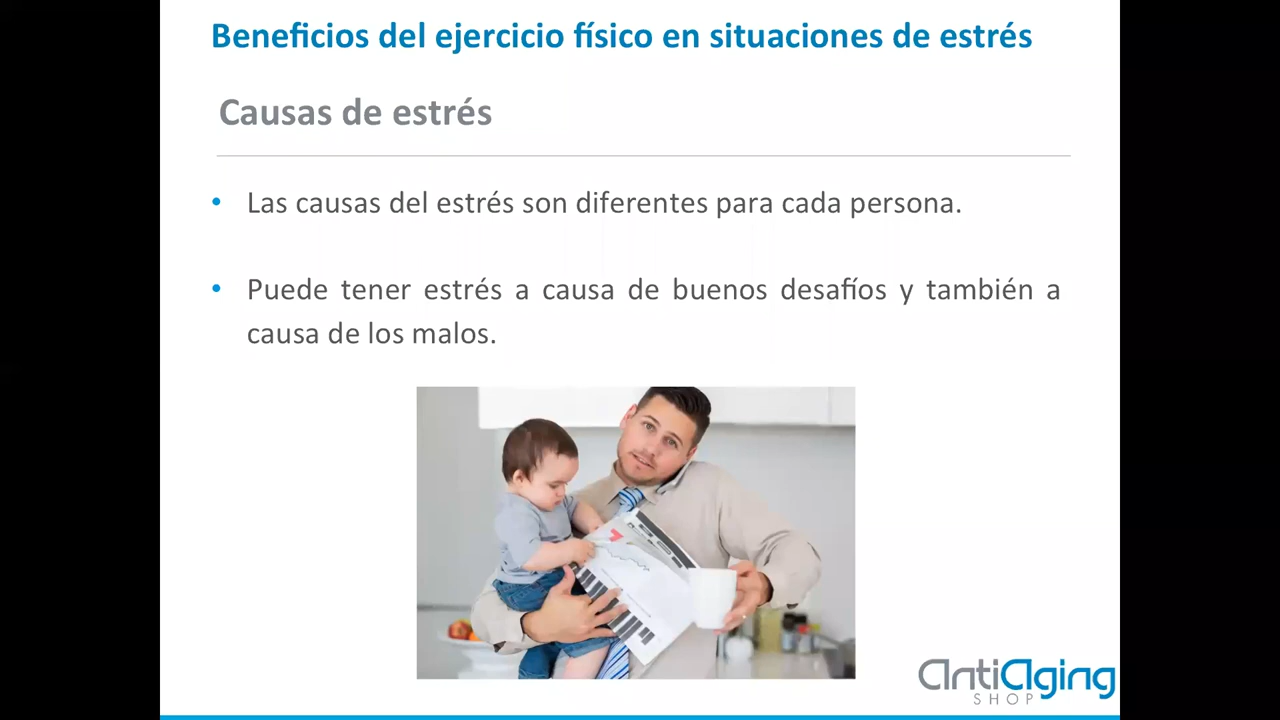 Beneficios del ejercicio físico en situaciones de estrés
Causas de estrés
• Las causas del estrés son diferentes para cada persona.
• Puede tener estrés a causa de buenos desafíos y también a
causa de los malos.
antiaging
SHOP